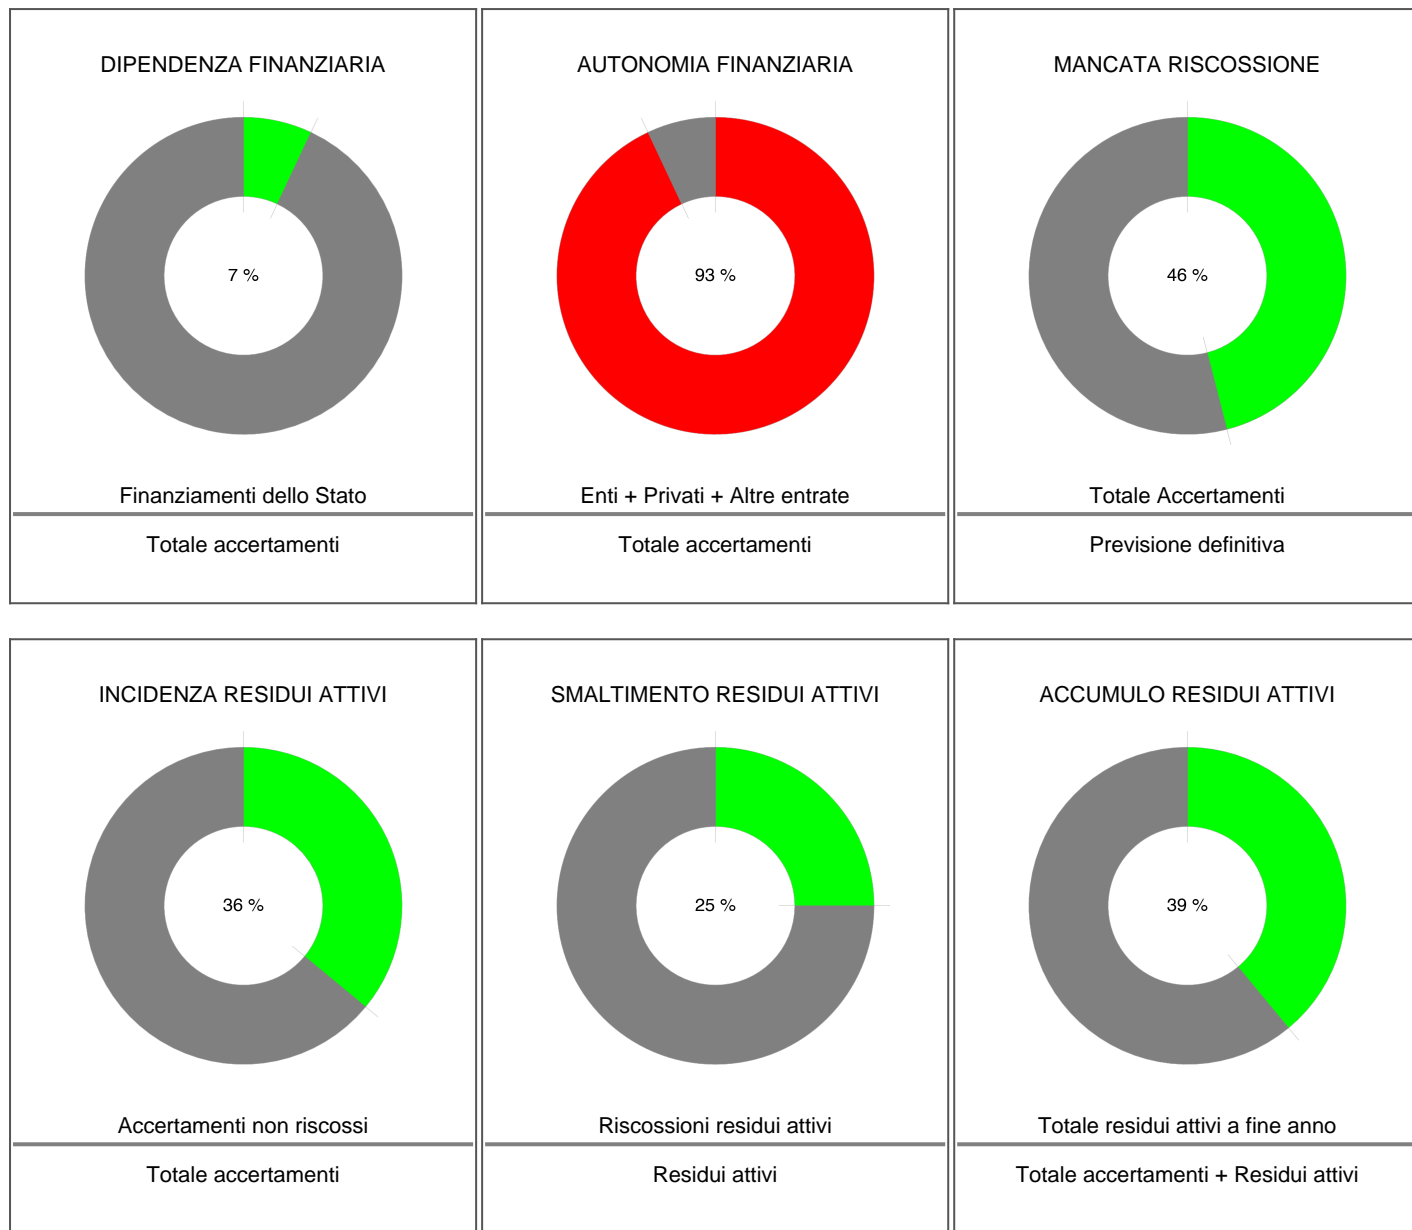 DIPENDENZA FINANZIARIA
7 %
Finanziamenti dello Stato
Totale accertamenti
AUTONOMIA FINANZIARIA
93 %
Enti + Privati + Altre entrate
Totale accertamenti
MANCATA RISCOSSIONE
46 %
Totale Accertamenti
Previsione definitiva
INCIDENZA RESIDUI ATTIVI
36 %
Accertamenti non riscossi
Totale accertamenti
SMALTIMENTO RESIDUI ATTIVI
25 %
Riscossioni residui attivi
Residui attivi
ACCUMULO RESIDUI ATTIVI
39 %
Totale residui attivi a fine anno
Totale accertamenti + Residui attivi